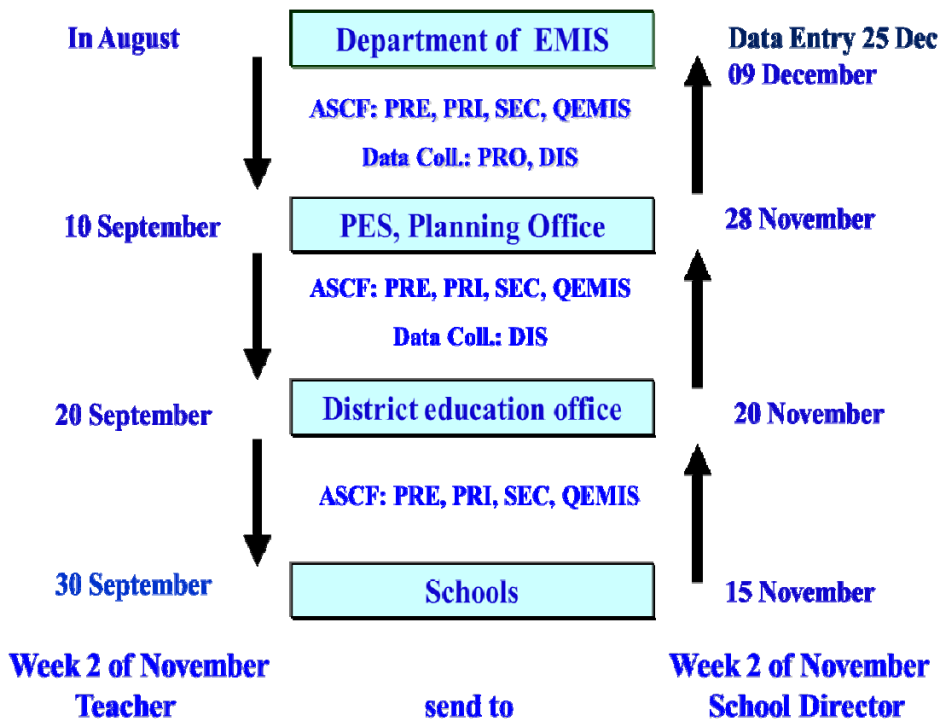 In August
Department of EMIS
Data Entry 25 Dec
09 December
ASCF: PRE, PRI, SEC, QEMIS
Data Coll.: PRO, DIS
10 September
PES, Planning Office
28 November
ASCF: PRE, PRI, SEC, QEMIS
Data Coll.: DIS
20 September
District education office
20 November
ASCF: PRE, PRI, SEC, QEMIS
30 September
Schools
15 November
Week 2 of November
Teacher
send to
Week 2 of November
School Director